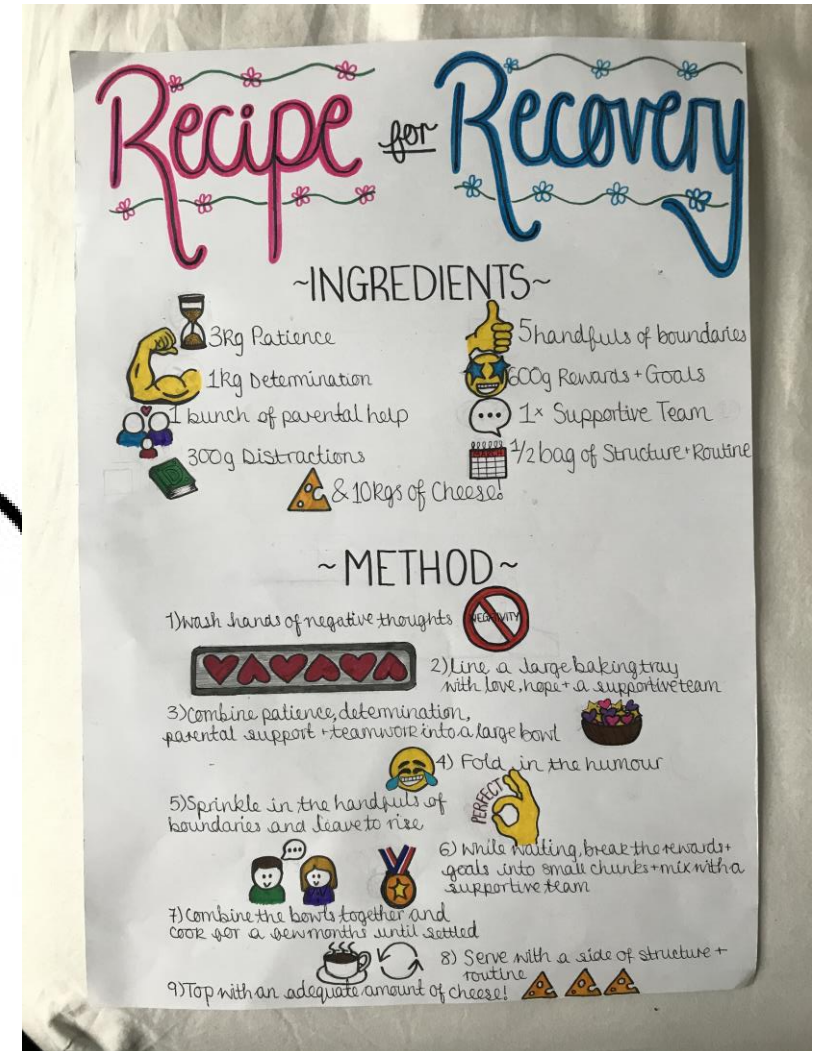 Recipe for Recovery
~INGREDIENTS~
3kg Patience
1kg Determination
1 bunch of parental help
300g Distractions
5 handfuls of boundaries
600g Rewards + Goals
1x Supportive Team
1/2 bag of Structure + Routine
& 10kgs of Cheese!
~METHOD~
1) Wash hands of negative thoughts
NEGATIVITY
2) Line a large baking tray
with love, hope + a supportive team
3) Combine patience, determination,
parental support + teamwork into a large bowl
4) Fold in the humour
5) Sprinkle in the handfuls of
boundaries and leave to rise
PERFECT
6) While waiting, break the rewards +
goals into small chunks + mix with a
supportive team
7) Combine the bowls together and
cook for a few months until settled
8) Serve with a side of structure +
routine
9) Top with an adequate amount of cheese!